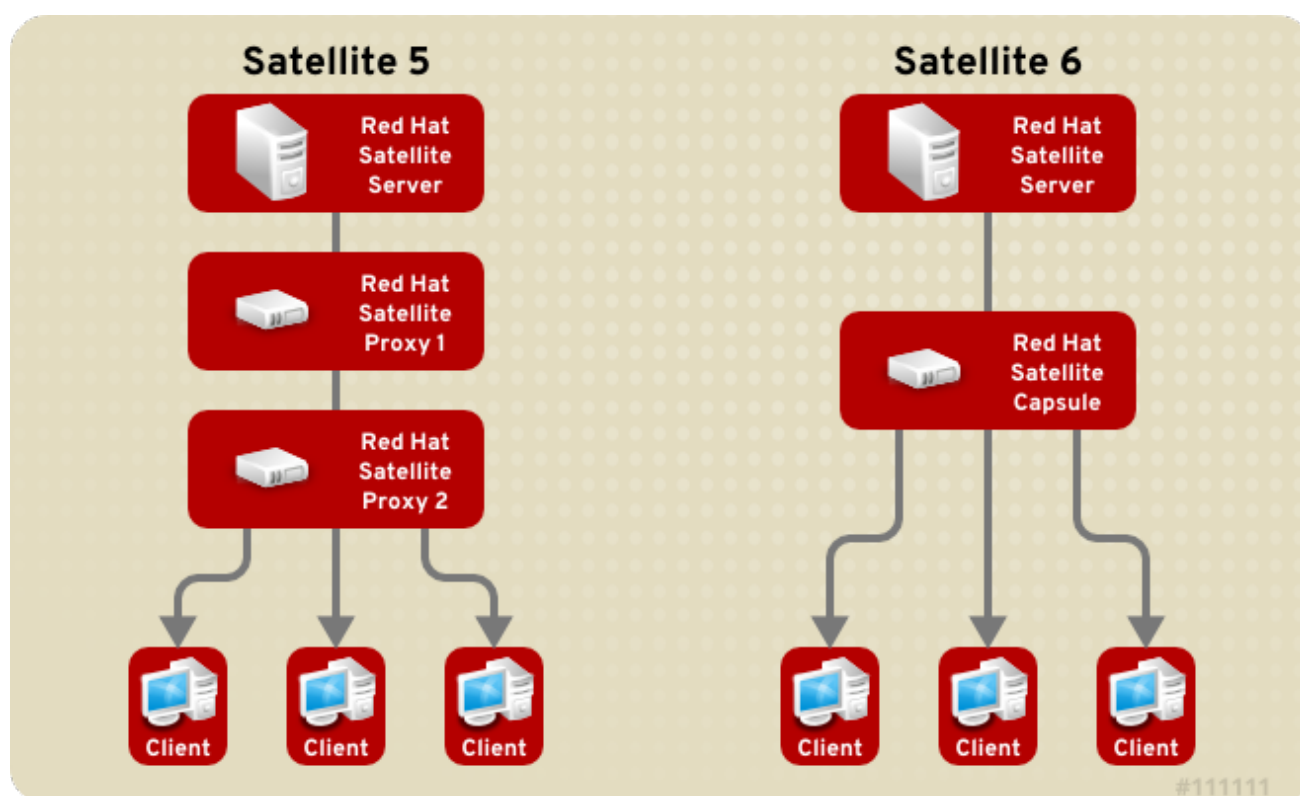 Satellite 5
Red Hat
Satellite
Server
Red Hat
Satellite
Proxy 1
Red Hat
Satellite
Proxy 2
Client
Client
Client
Satellite 6
Red Hat
Satellite
Server
Red Hat
Satellite
Capsule
Client
Client
Client
#111111